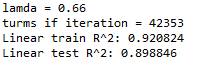 lamda = 0.66
turms if iteration = 42353
Linear train R^2: 0.920824
Linear test R^2: 0.898846